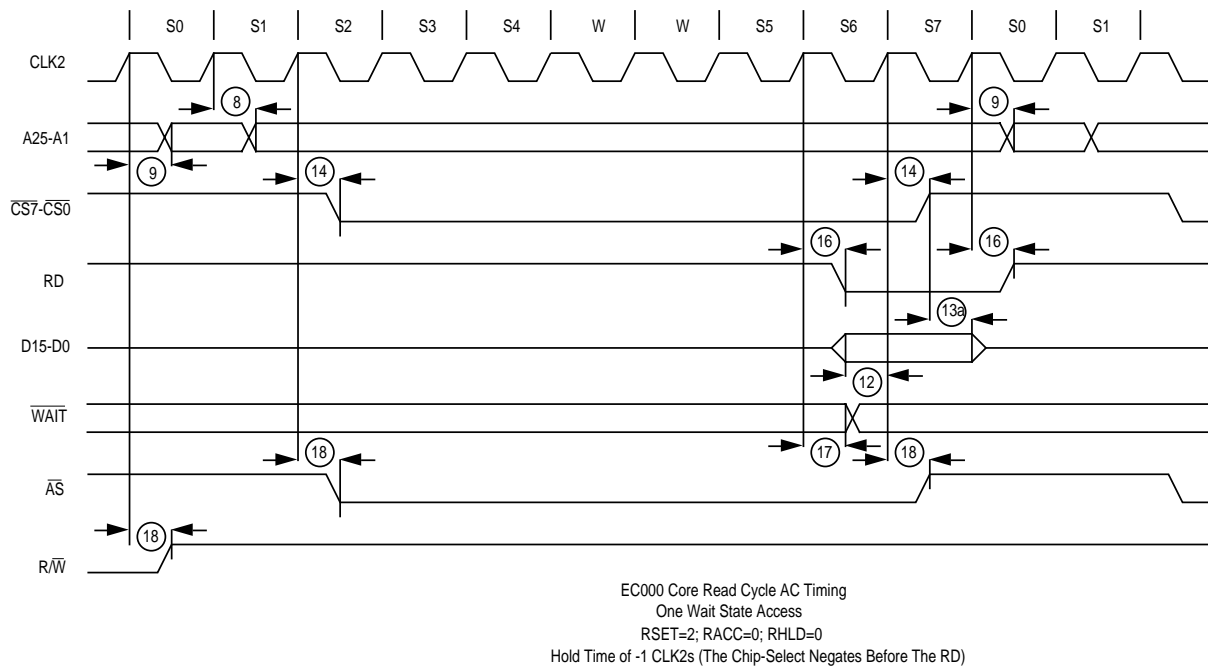 S0 S1 S2 S3 S4 W W S5 S6 S7 S0 S1
CLK2
8 9
A25-A1
9 14 14
CS7-CS0
16 16
RD
13a
D15-D0
12
WAIT
18 17 18
AS
18
R/W
EC000 Core Read Cycle AC Timing
One Wait State Access
RSET=2; RACC=0; RHLD=0
Hold Time of -1 CLK2s (The Chip-Select Negates Before The RD)